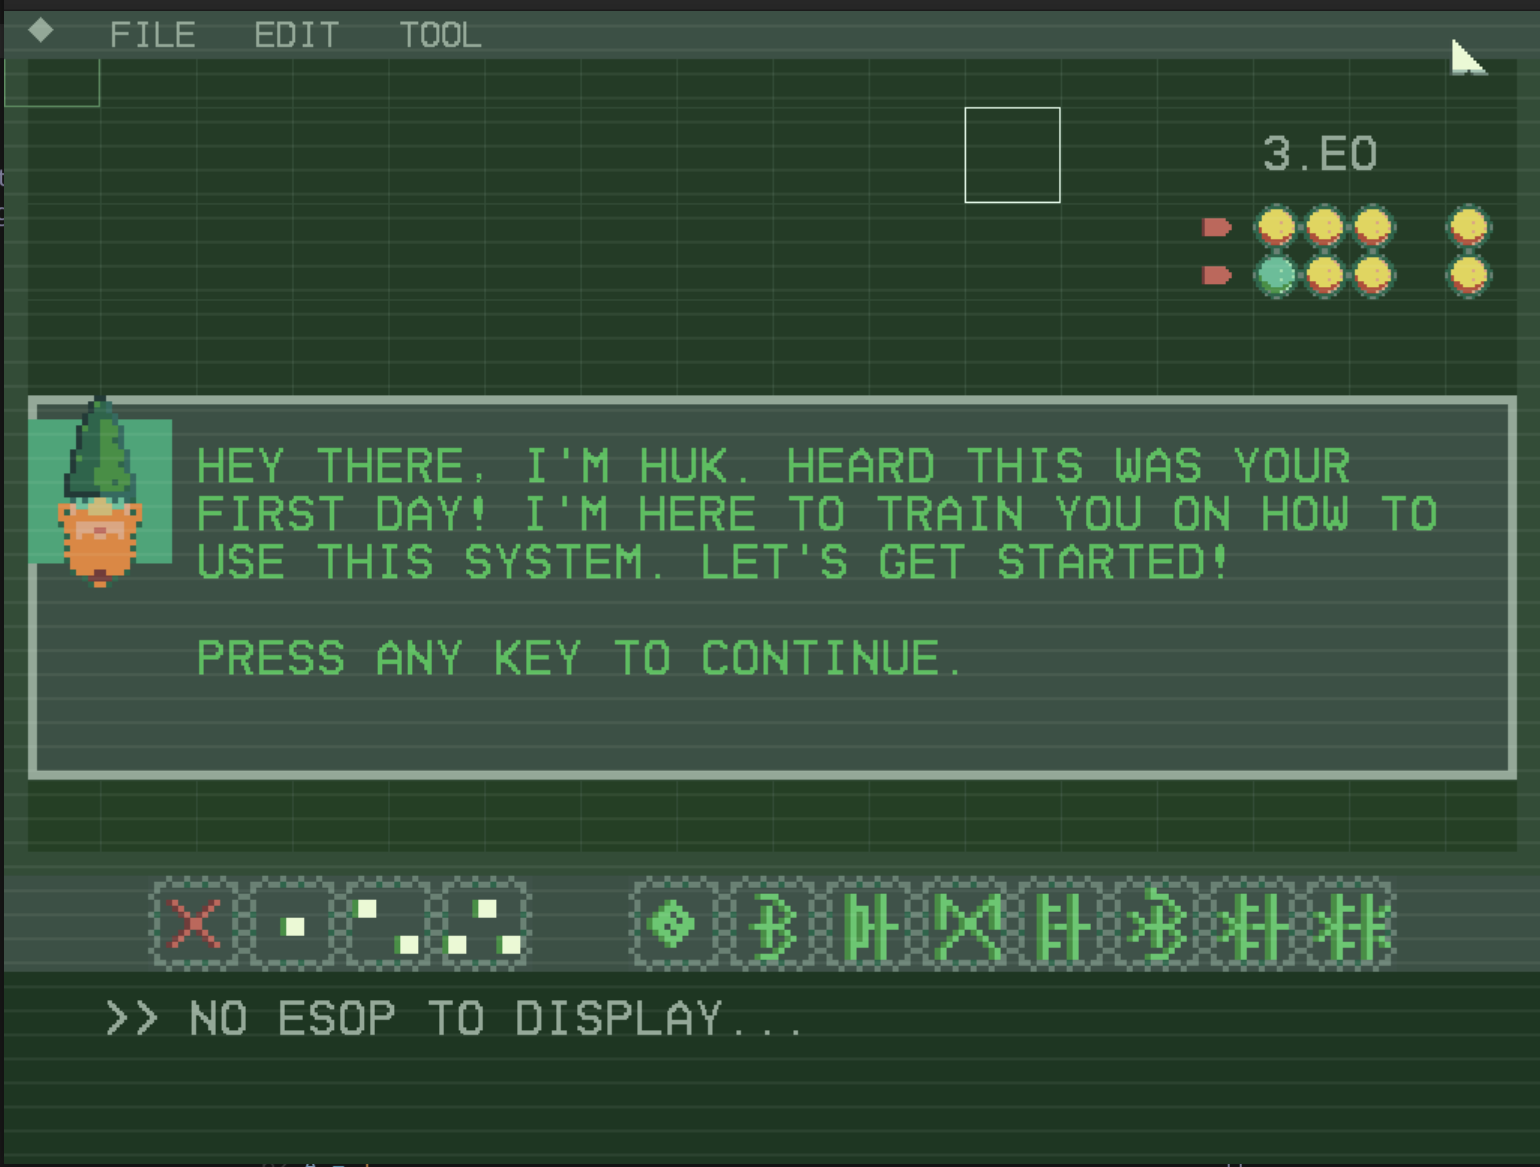 FILE EDIT TOOL
3.EO
HEY THERE, I'M HUK. HEARD THIS WAS YOUR
FIRST DAY! I'M HERE TO TRAIN YOU ON HOW TO
USE THIS SYSTEM. LET'S GET STARTED!
PRESS ANY KEY TO CONTINUE.
>> NO ESOP TO DISPLAY...